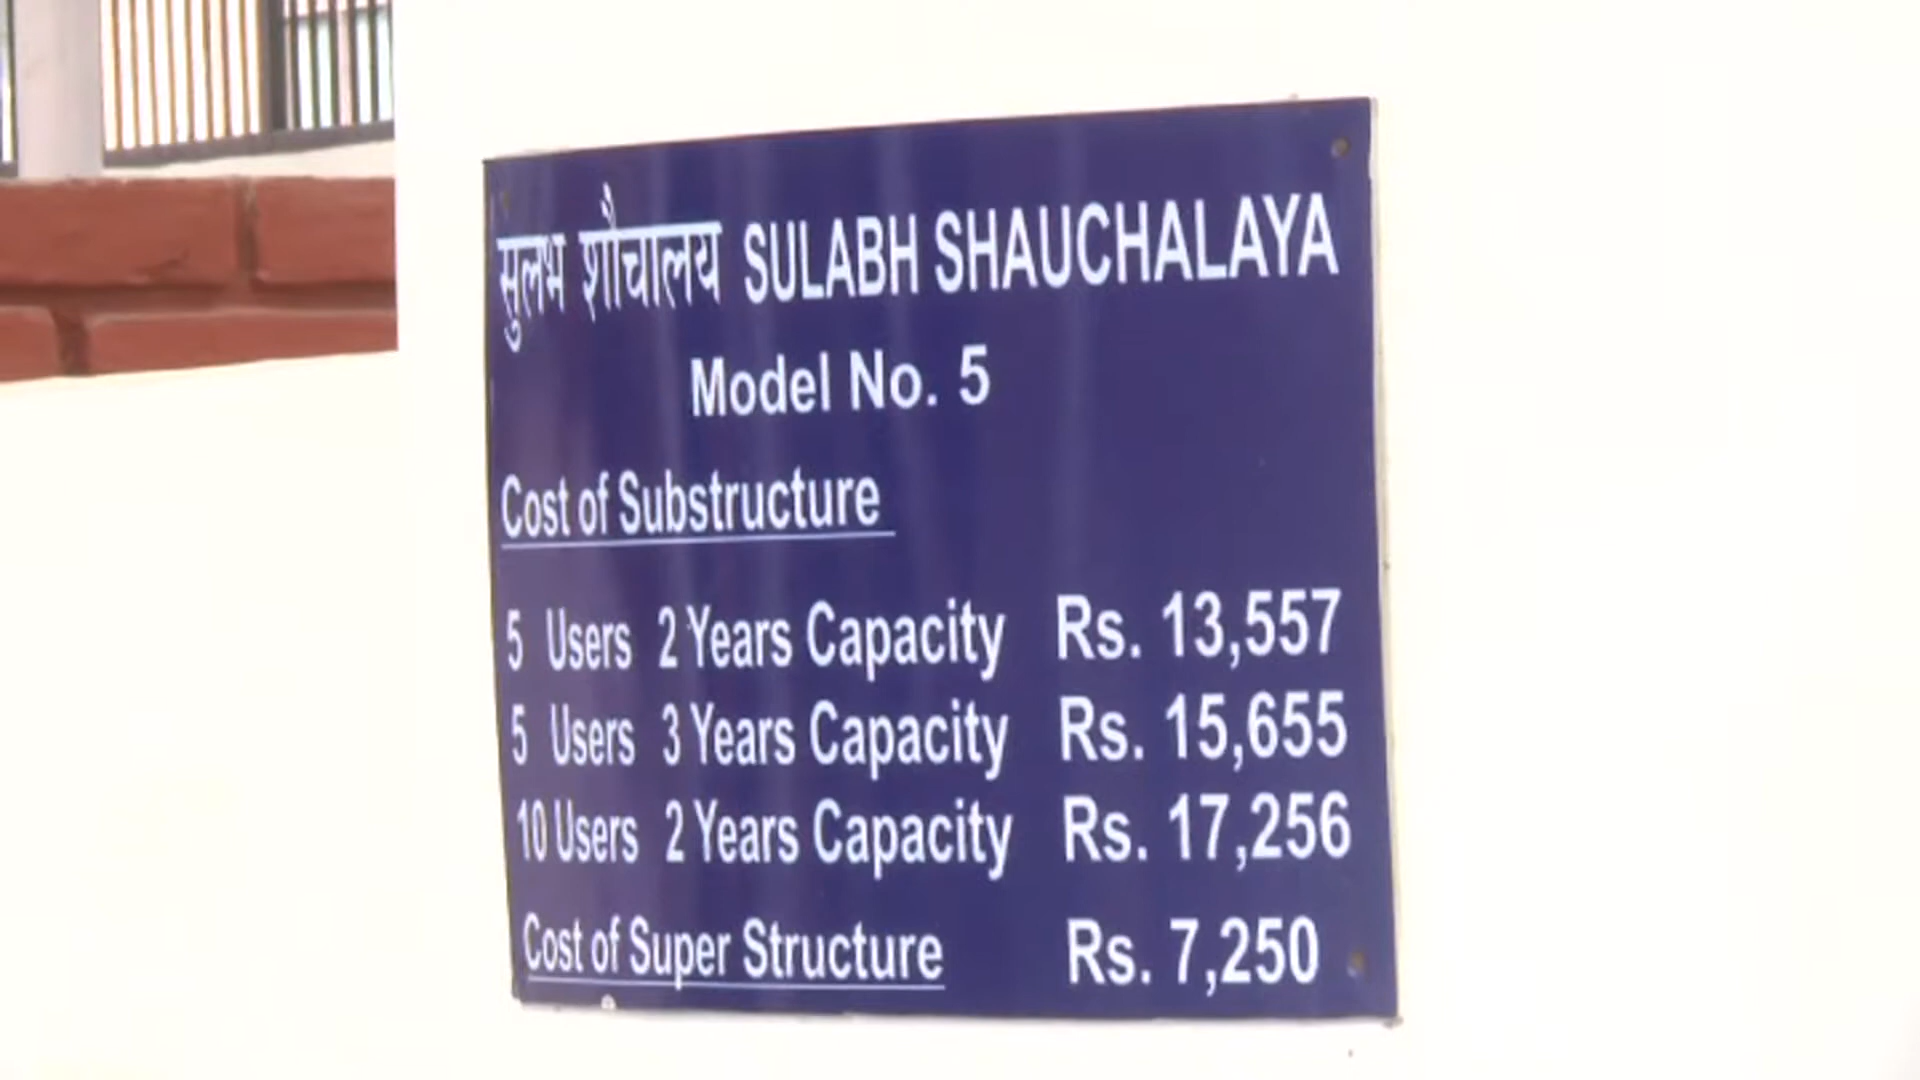 सुलभ शौचालय SULABH SHAUCHALAYA
Model No. 5
Cost of Substructure
5 Users 2 Years Capacity Rs. 13,557
5 Users 3 Years Capacity Rs. 15,655
10 Users 2 Years Capacity Rs. 17,256
Cost of Super Structure Rs. 7,250